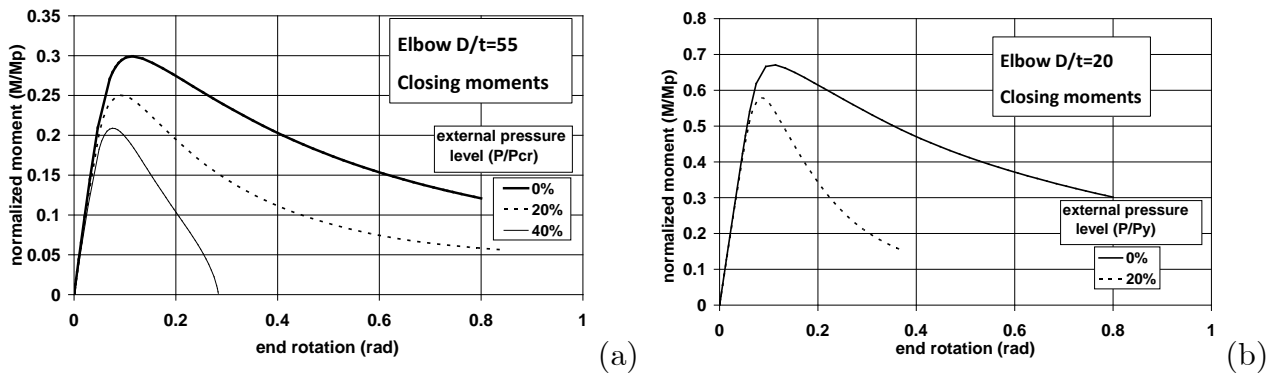 0.35
0.3
0.25
0.2
0.15
0.1
0.05
0
normalized moment (M/Mp)
0 0.2 0.4 0.6 0.8 1
end rotation (rad)
Elbow D/t=55
Closing moments
external pressure
level (P/Pcr)
0%
20%
40%
(a)
0.8
0.7
0.6
0.5
0.4
0.3
0.2
0.1
0
normalized moment (M/Mp)
0 0.2 0.4 0.6 0.8 1
end rotation (rad)
Elbow D/t=20
Closing moments
external pressure
level (P/Py)
0%
20%
(b)